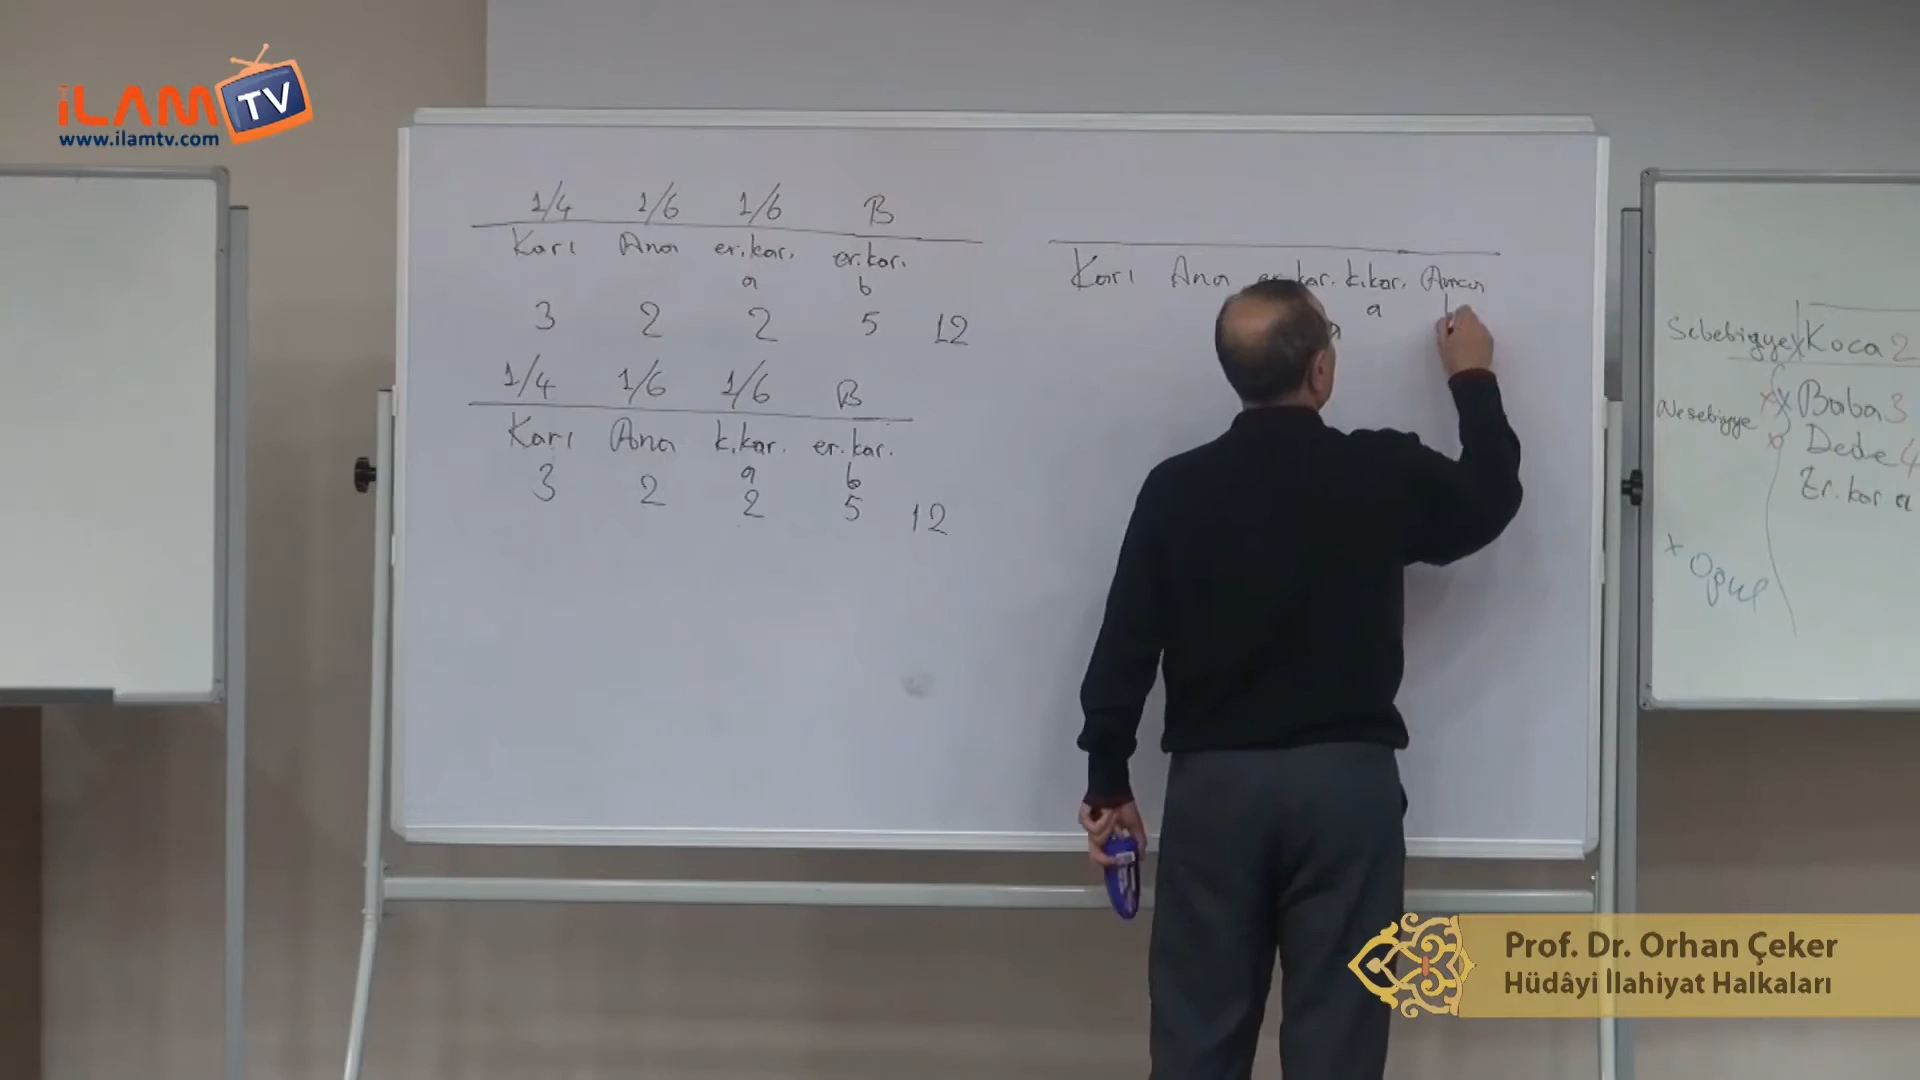 iLAM TV
www.ilamtv.com
1/4 1/6 1/6 B
Karı Ana er.kar. er.kar.
a b
3 2 2 5 12
1/4 1/6 1/6 B
Karı Ana k.kar. er.kar.
a b
3 2 2 5 12
Karı Ana kar. k.kar. Amca
a
Sebebiyye Koca 2
Nesebiyye Baba 3
Dede 4
Er.kar a
Oğul
Prof. Dr. Orhan Çeker
Hüdâyi İlahiyat Halkaları